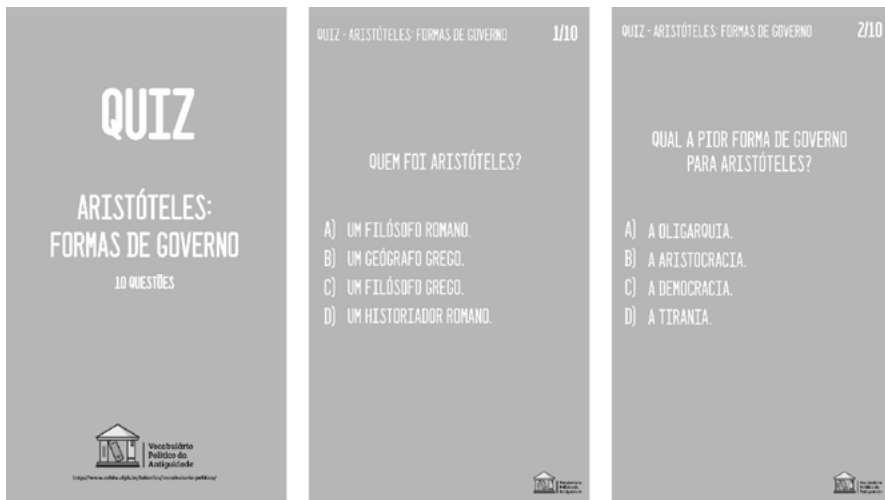 QUIZ
ARISTÓTELES:
FORMAS DE GOVERNO
10 QUESTÕES
Vocabulário
Político da
Antiguidade
QUIZ - ARISTÓTELES: FORMAS DE GOVERNO
1/10
QUEM FOI ARISTÓTELES?
A) UM FILÓSOFO ROMANO.
B) UM GEÓGRAFO GREGO.
C) UM FILÓSOFO GREGO.
D) UM HISTORIADOR ROMANO.
QUIZ - ARISTÓTELES: FORMAS DE GOVERNO
2/10
QUAL A PIOR FORMA DE GOVERNO
PARA ARISTÓTELES?
A) A OLIGARQUIA.
B) A ARISTOCRACIA.
C) A DEMOCRACIA.
D) A TIRANIA.